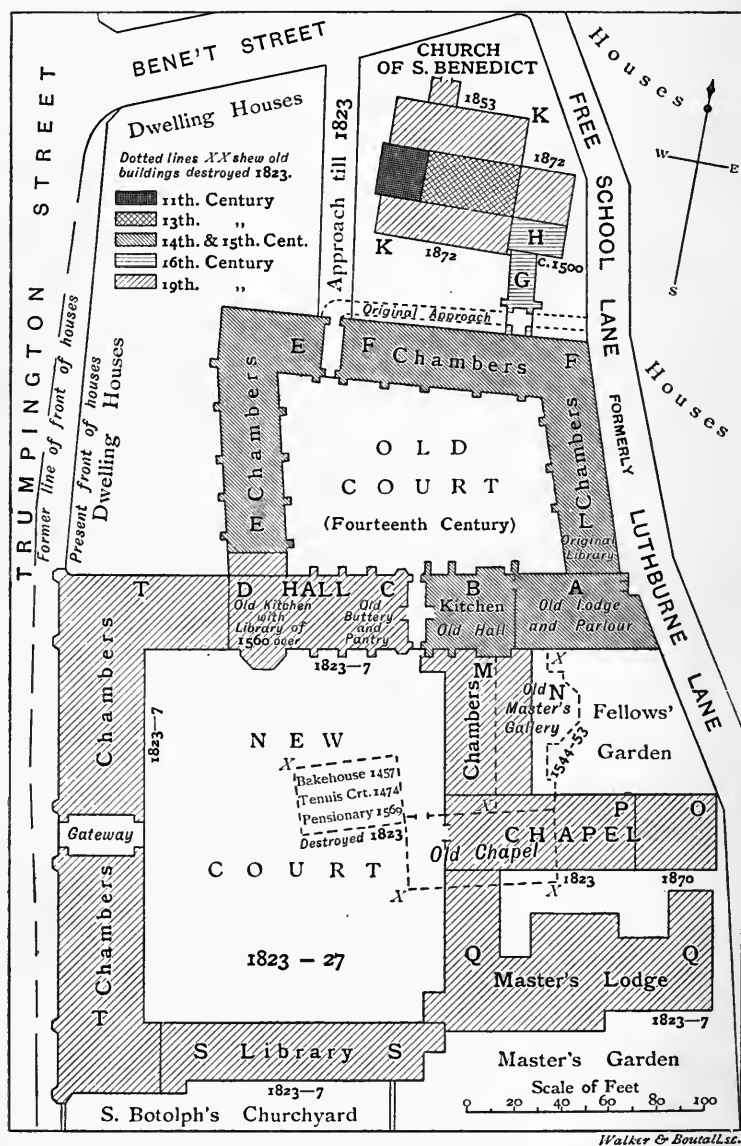 BENE'T STREET
CHURCH
OF S. BENEDICT
Houses
FREE SCHOOL LANE FORMERLY LUTHBURNE LANE
Houses
TRUMPINGTON STREET
Former line of front of houses
Present front of houses
Dwelling Houses
Dwelling Houses
Dotted lines XX shew old
buildings destroyed 1823.
11th. Century
13th. „
14th. & 15th. Cent.
16th. Century
19th. „
Approach till 1823
1853
K
1872
K
1872
H
C. 1500
G
W
E
S
Original Approach
E
F
Chambers
F
Chambers
E
Chambers
L
Original
Library
OLD
COURT
(Fourteenth Century)
T
D HALL C
Old Kitchen
with
Library of
1560 over
Old
Buttery
and
Pantry
B
Kitchen
Old Hall
A
Old Lodge
and Parlour
1823-7
M
Chambers
X
N
Old
Master's
Gallery
1544-53
Fellows'
Garden
Chambers
1823-7
NEW
X
Bakehouse 1457
Tenuis Crt. 1474
Pensionary 1569
Destroyed 1823
X
Gateway
P
O
CHAPEL
Old Chapel
COURT
X
X
1823
1870
Chambers
T
1823 – 27
Q
Q
Master's Lodge
1823-7
S Library S
1823-7
Master's Garden
Scale of Feet
0 20 40 60 80 100
S. Botolph's Churchyard
Walker & Boutall sc.